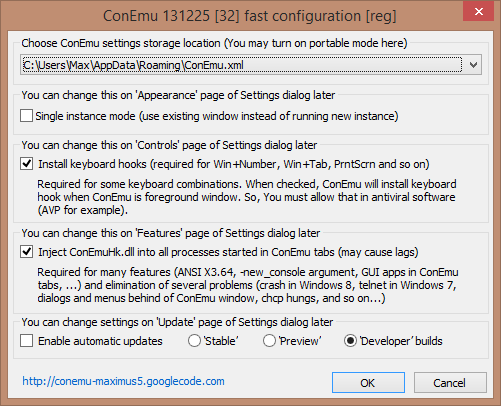 ConEmu 131225 [32] fast configuration [reg]
Choose ConEmu settings storage location (You may turn on portable mode here)
C:\Users\Max\AppData\Roaming\ConEmu.xml
You can change this on 'Appearance' page of Settings dialog later
Single instance mode (use existing window instead of running new instance)
You can change this on 'Controls' page of Settings dialog later
Install keyboard hooks (required for Win+Number, Win+Tab, PrntScrn and so on)
Required for some keyboard combinations. When checked, ConEmu will install keyboard
hook when ConEmu is foreground window. So, You must allow that in antiviral software
(AVP for example).
You can change this on 'Features' page of Settings dialog later
Inject ConEmuHk.dll into all processes started in ConEmu tabs (may cause lags)
Required for many features (ANSI X3.64, -new_console argument, GUI apps in ConEmu
tabs, ...) and elimination of several problems (crash in Windows 8, telnet in Windows 7,
dialogs and menus behind of ConEmu window, chcp hungs, and so on...)
You can change settings on 'Update' page of Settings dialog later
Enable automatic updates 'Stable' 'Preview' 'Developer' builds
http://conemu-maximus5.googlecode.com OK Cancel